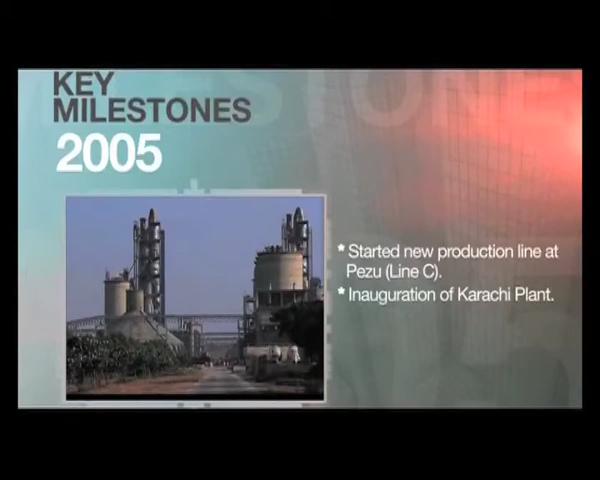 KEY
MILESTONES
2005
* Started new production line at
Pezu (Line C).
* Inauguration of Karachi Plant.